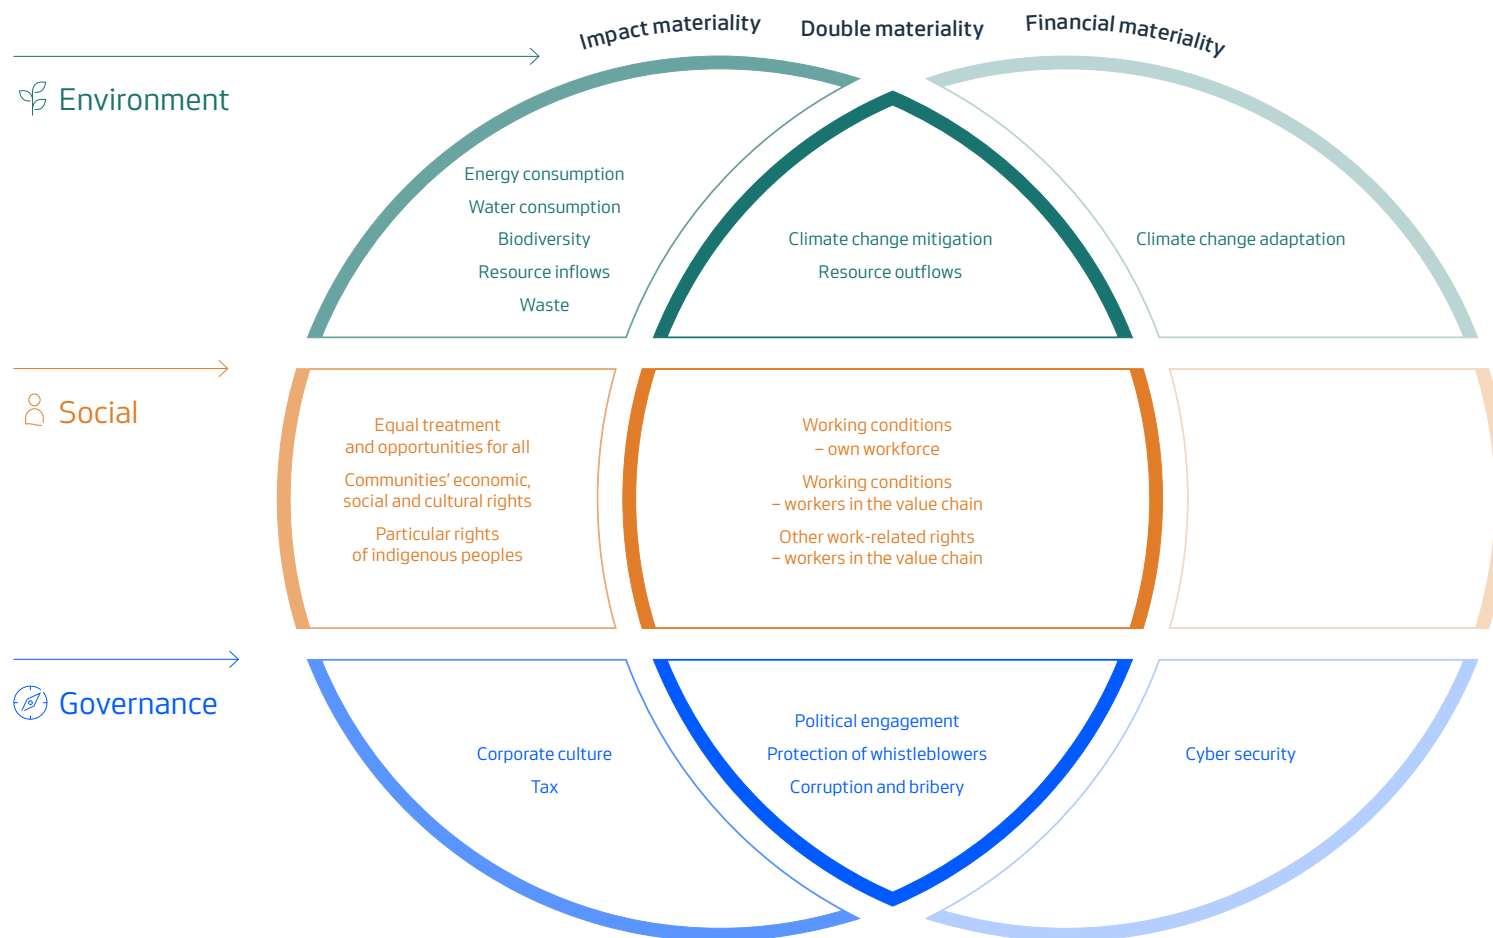 Impact materiality
Double materiality
Financial materiality
Environment
Energy consumption
Water consumption
Biodiversity
Resource inflows
Waste
Climate change mitigation
Resource outflows
Climate change adaptation
Social
Equal treatment
and opportunities for all
Communities’ economic,
social and cultural rights
Particular rights
of indigenous peoples
Working conditions
– own workforce
Working conditions
– workers in the value chain
Other work-related rights
– workers in the value chain
Governance
Corporate culture
Tax
Political engagement
Protection of whistleblowers
Corruption and bribery
Cyber security